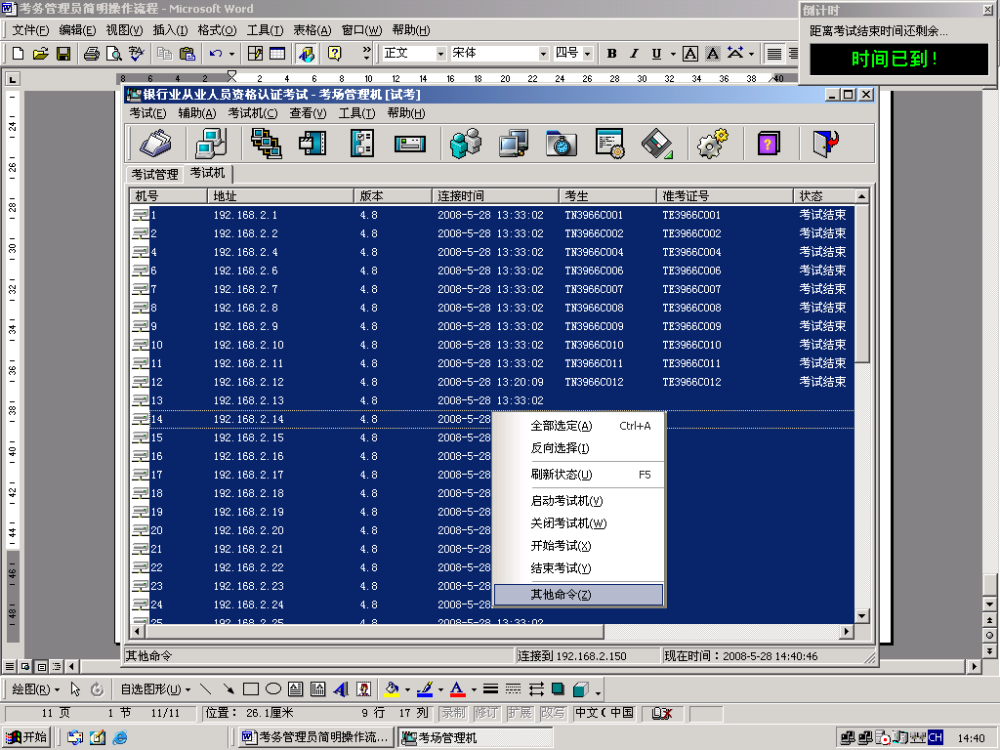 考务管理员简明操作流程 - Microsoft Word
文件(F) 编辑(E) 视图(V) 插入(I) 格式(O) 工具(T) 表格(A) 窗口(W) 帮助(H)
正文 宋体 四号 B I U A A
倒计时
距离考试结束时间还剩余...
时间已到!
8 6 4 2 2 4 6 8 10 12 14 16 18 20 22 24 26 28 30 32 34 36 38 40
银行业从业人员资格认证考试 - 考场管理机 [试考]
考试(E) 辅助(A) 考试机(C) 查看(V) 工具(T) 帮助(H)
考试管理 考试机
机号 地址 版本 连接时间 考生 准考证号 状态
1 192.168.2.1 4.8 2008-5-28 13:33:02 TN3966C001 TE3966C001 考试结束
2 192.168.2.2 4.8 2008-5-28 13:33:02 TN3966C002 TE3966C002 考试结束
4 192.168.2.4 4.8 2008-5-28 13:33:02 TN3966C004 TE3966C004 考试结束
6 192.168.2.6 4.8 2008-5-28 13:33:02 TN3966C006 TE3966C006 考试结束
7 192.168.2.7 4.8 2008-5-28 13:33:02 TN3966C007 TE3966C007 考试结束
8 192.168.2.8 4.8 2008-5-28 13:33:02 TN3966C008 TE3966C008 考试结束
9 192.168.2.9 4.8 2008-5-28 13:33:02 TN3966C009 TE3966C009 考试结束
10 192.168.2.10 4.8 2008-5-28 13:33:02 TN3966C010 TE3966C010 考试结束
11 192.168.2.11 4.8 2008-5-28 13:33:02 TN3966C011 TE3966C011 考试结束
12 192.168.2.12 4.8 2008-5-28 13:20:09 TN3966C012 TE3966C012 考试结束
13 192.168.2.13 4.8 2008-5-28 13:33:02
14 192.168.2.14 4.8 2008-5-28
15 192.168.2.15 4.8 2008-5-28
16 192.168.2.16 4.8 2008-5-28
17 192.168.2.17 4.8 2008-5-28
18 192.168.2.18 4.8 2008-5-28
19 192.168.2.19 4.8 2008-5-28
20 192.168.2.20 4.8 2008-5-28
21 192.168.2.21 4.8 2008-5-28
22 192.168.2.22 4.8 2008-5-28
23 192.168.2.23 4.8 2008-5-28
24 192.168.2.24 4.8 2008-5-28
25 192.168.2.25 4.8 2008-5-28 13:33:02
全部选定(A) Ctrl+A
反向选择(I)
刷新状态(U) F5
启动考试机(V)
关闭考试机(W)
开始考试(X)
结束考试(Y)
其他命令(Z)
其他命令 连接到 192.168.2.150 现在时间：2008-5-28 14:40:46
24 26 28 30 32 34 36 38 40 42 44 46 48
绘图(R) 自选图形(U)
11 页 1 节 11/11 位置： 26.1厘米 9 行 17 列 录制 修订 扩展 改写 中文(中国
开始 考务管理员简明操作流... 考场管理机 CH 14:40